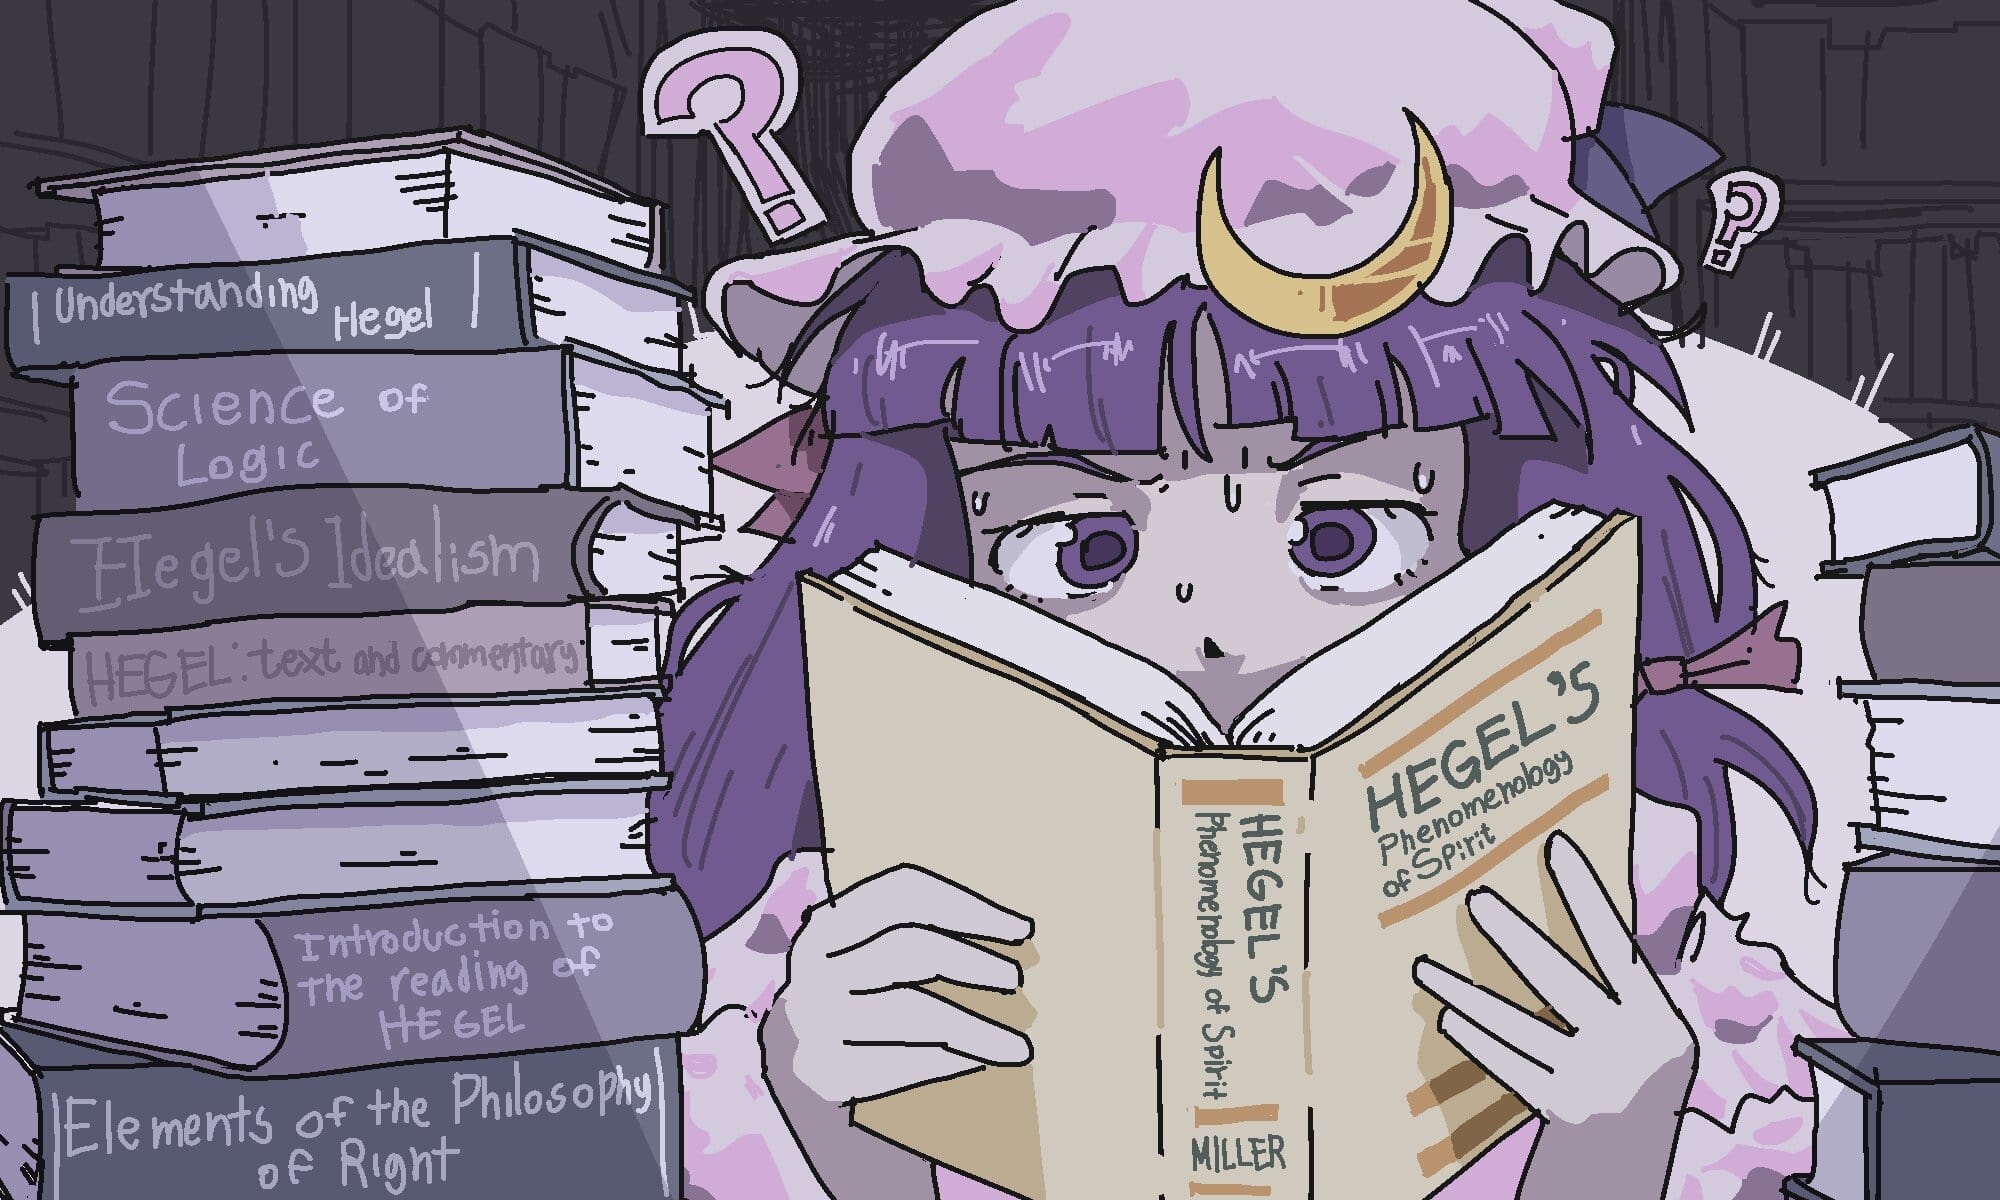 Understanding
Hegel
Science of
Logic
Hegel's Idealism
HEGEL: text and commentary
Introduction to
the reading of
HEGEL
Elements of the Philosophy
of Right
HEGEL'S
Phenomenology
of Spirit
HEGEL'S
Phenomenology of Spirit
MILLER
?
?